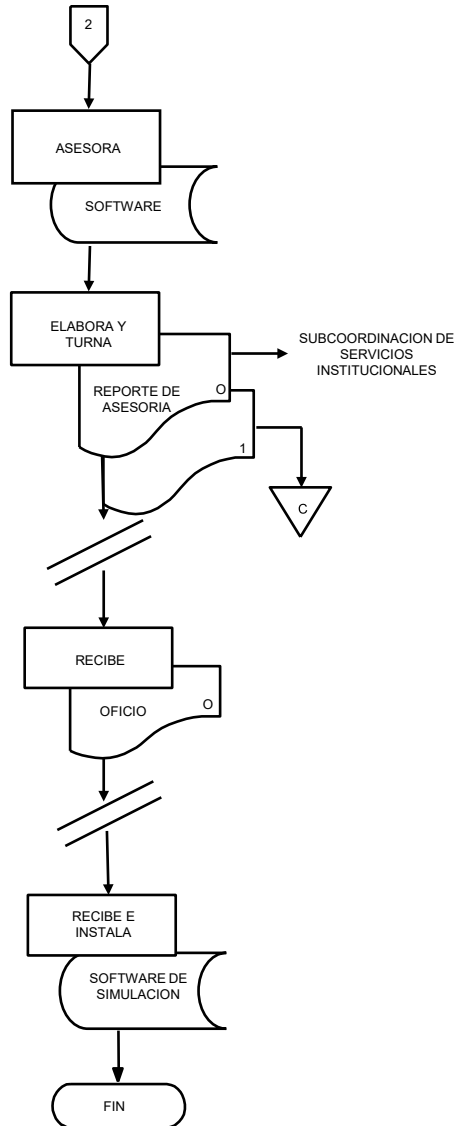 2
ASESORA
SOFTWARE
ELABORA Y
TURNA
SUBCOORDINACION DE
SERVICIOS
INSTITUCIONALES
REPORTE DE
ASESORIA
O
1
C
RECIBE
OFICIO
O
RECIBE E
INSTALA
SOFTWARE DE
SIMULACION
FIN